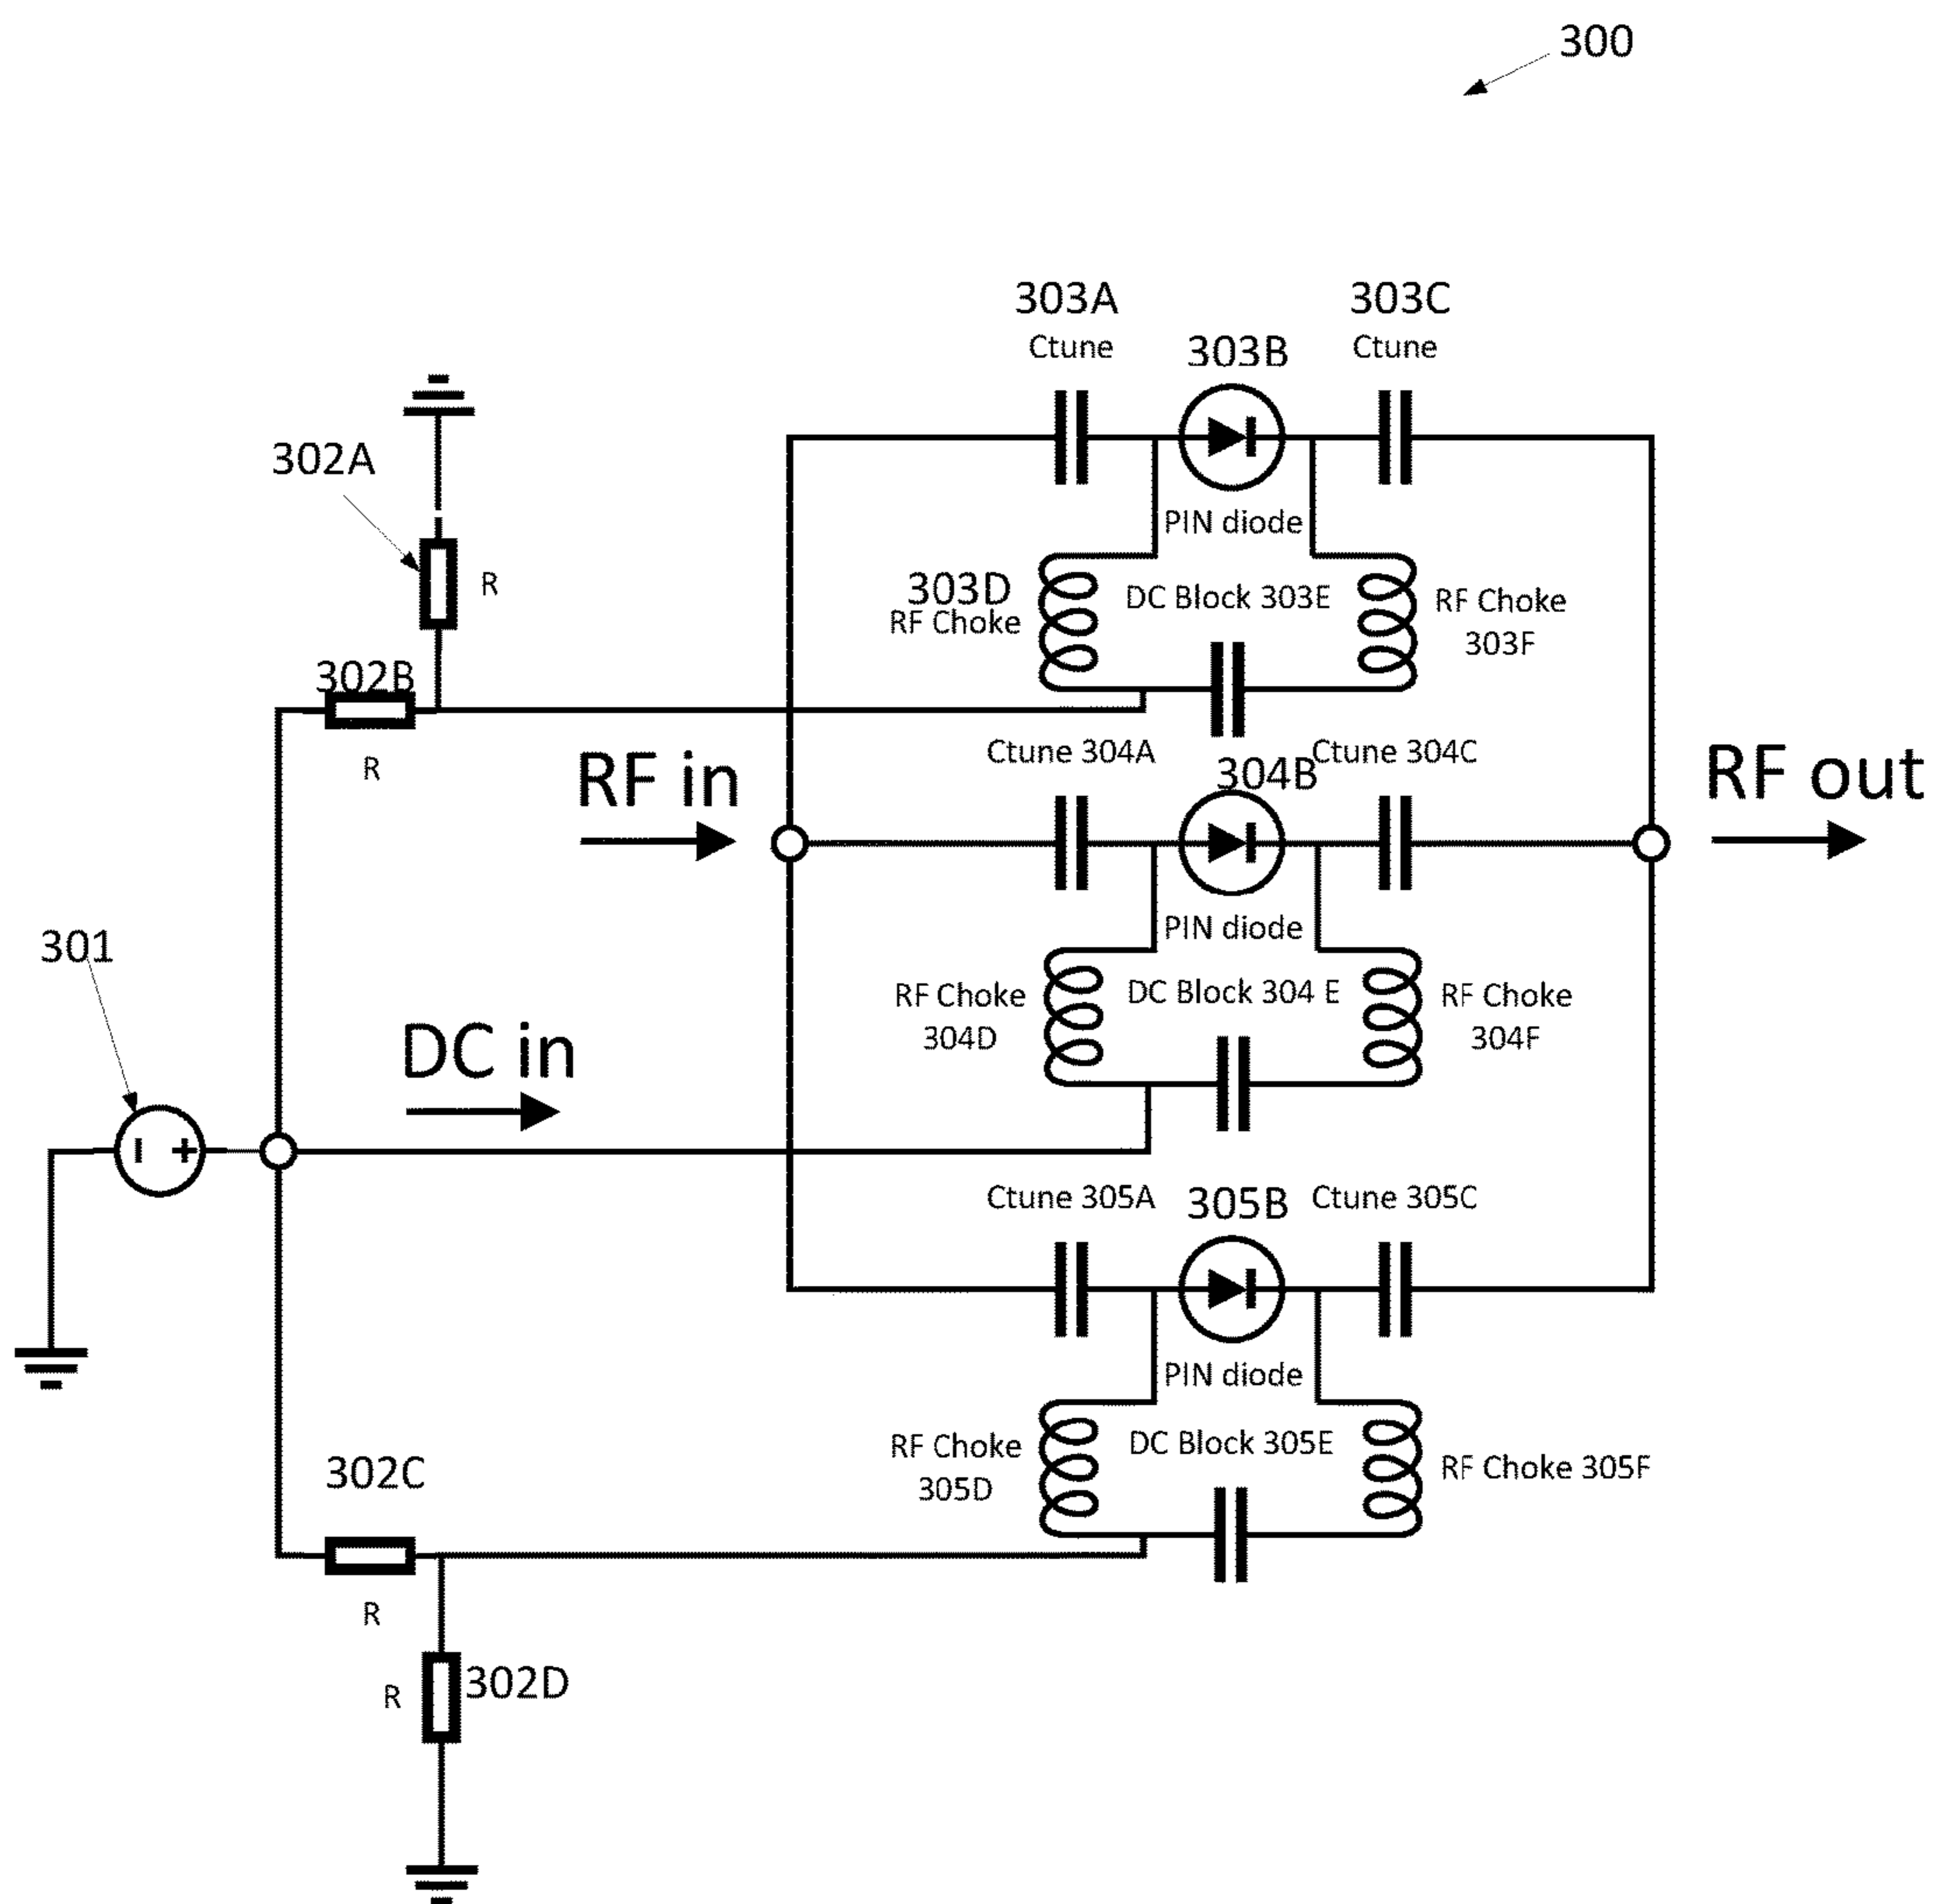 300
303A
303C
Ctune
303B
Ctune
302A
PIN diode
R
303D
RF Choke
DC Block 303E
RF Choke
303F
302B
R
Ctune 304A
Ctune 304C
304B
RF in
RF out
PIN diode
301
RF Choke
304D
DC Block 304 E
RF Choke
304F
DC in
- +
Ctune 305A
305B
Ctune 305C
PIN diode
RF Choke
305D
DC Block 305E
RF Choke 305F
302C
R
R
302D